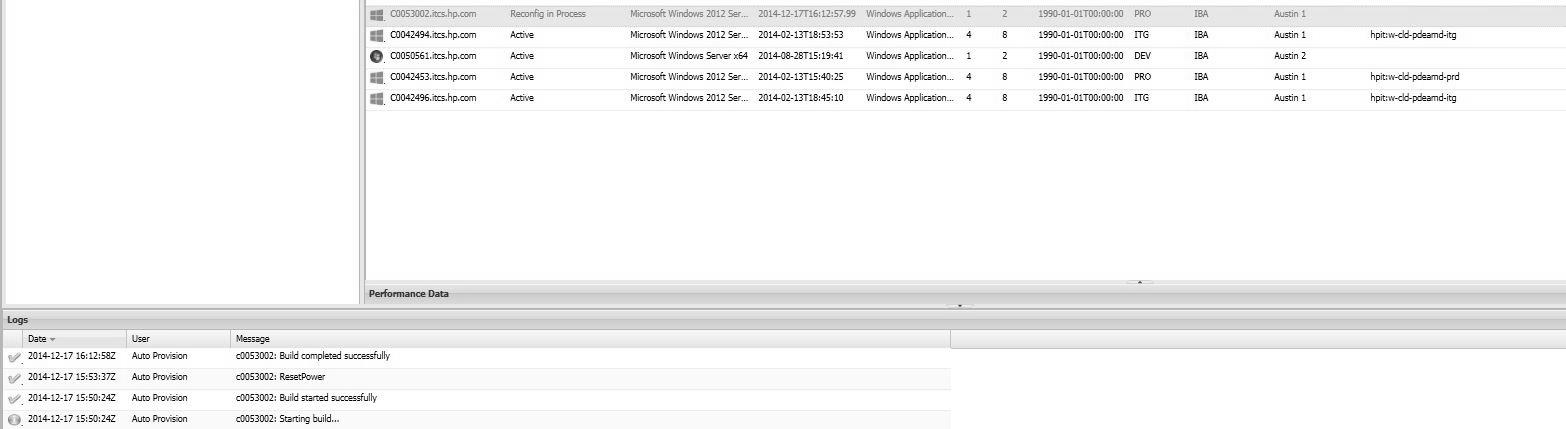 C0053002.itcs.hp.com Reconfig in Process Microsoft Windows 2012 Ser... 2014-12-17T16:12:57.99 Windows Application... 1 2 1990-01-01T00:00:00 PRO IBA Austin 1
C0042494.itcs.hp.com Active Microsoft Windows 2012 Ser... 2014-02-13T18:53:53 Windows Application... 4 8 1990-01-01T00:00:00 ITG IBA Austin 1 hpit:w-cld-pdeamd-itg
C0050561.itcs.hp.com Active Microsoft Windows Server x64 2014-08-28T15:19:41 Windows Application... 1 2 1990-01-01T00:00:00 DEV IBA Austin 2
C0042453.itcs.hp.com Active Microsoft Windows 2012 Ser... 2014-02-13T15:40:25 Windows Application... 4 8 1990-01-01T00:00:00 PRO IBA Austin 1 hpit:w-cld-pdeamd-prd
C0042496.itcs.hp.com Active Microsoft Windows 2012 Ser... 2014-02-13T18:45:10 Windows Application... 4 8 1990-01-01T00:00:00 ITG IBA Austin 1 hpit:w-cld-pdeamd-itg
Performance Data
Logs
Date User Message
2014-12-17 16:12:58Z Auto Provision c0053002: Build completed successfully
2014-12-17 15:53:37Z Auto Provision c0053002: ResetPower
2014-12-17 15:50:24Z Auto Provision c0053002: Build started successfully
2014-12-17 15:50:24Z Auto Provision c0053002: Starting build...